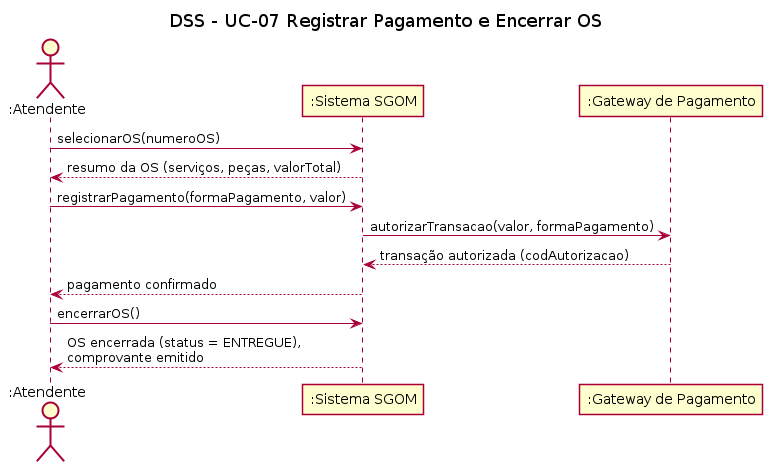 DSS - UC-07 Registrar Pagamento e Encerrar OS
:Atendente
:Sistema SGOM
:Gateway de Pagamento
selecionarOS(numeroOS)
resumo da OS (serviços, peças, valorTotal)
registrarPagamento(formaPagamento, valor)
autorizarTransacao(valor, formaPagamento)
transação autorizada (codAutorizacao)
pagamento confirmado
encerrarOS()
OS encerrada (status = ENTREGUE),
comprovante emitido
:Atendente
:Sistema SGOM
:Gateway de Pagamento